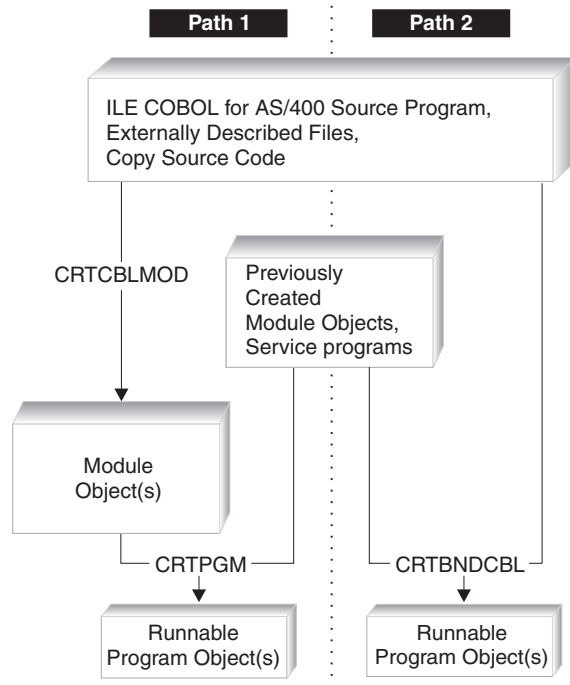 Path 1
Path 2
ILE COBOL for AS/400 Source Program,
Externally Described Files,
Copy Source Code
CRTCBLMOD
Previously
Created
Module Objects,
Service programs
Module
Object(s)
CRTPGM
CRTBNDCBL
Runnable
Program Object(s)
Runnable
Program Object(s)